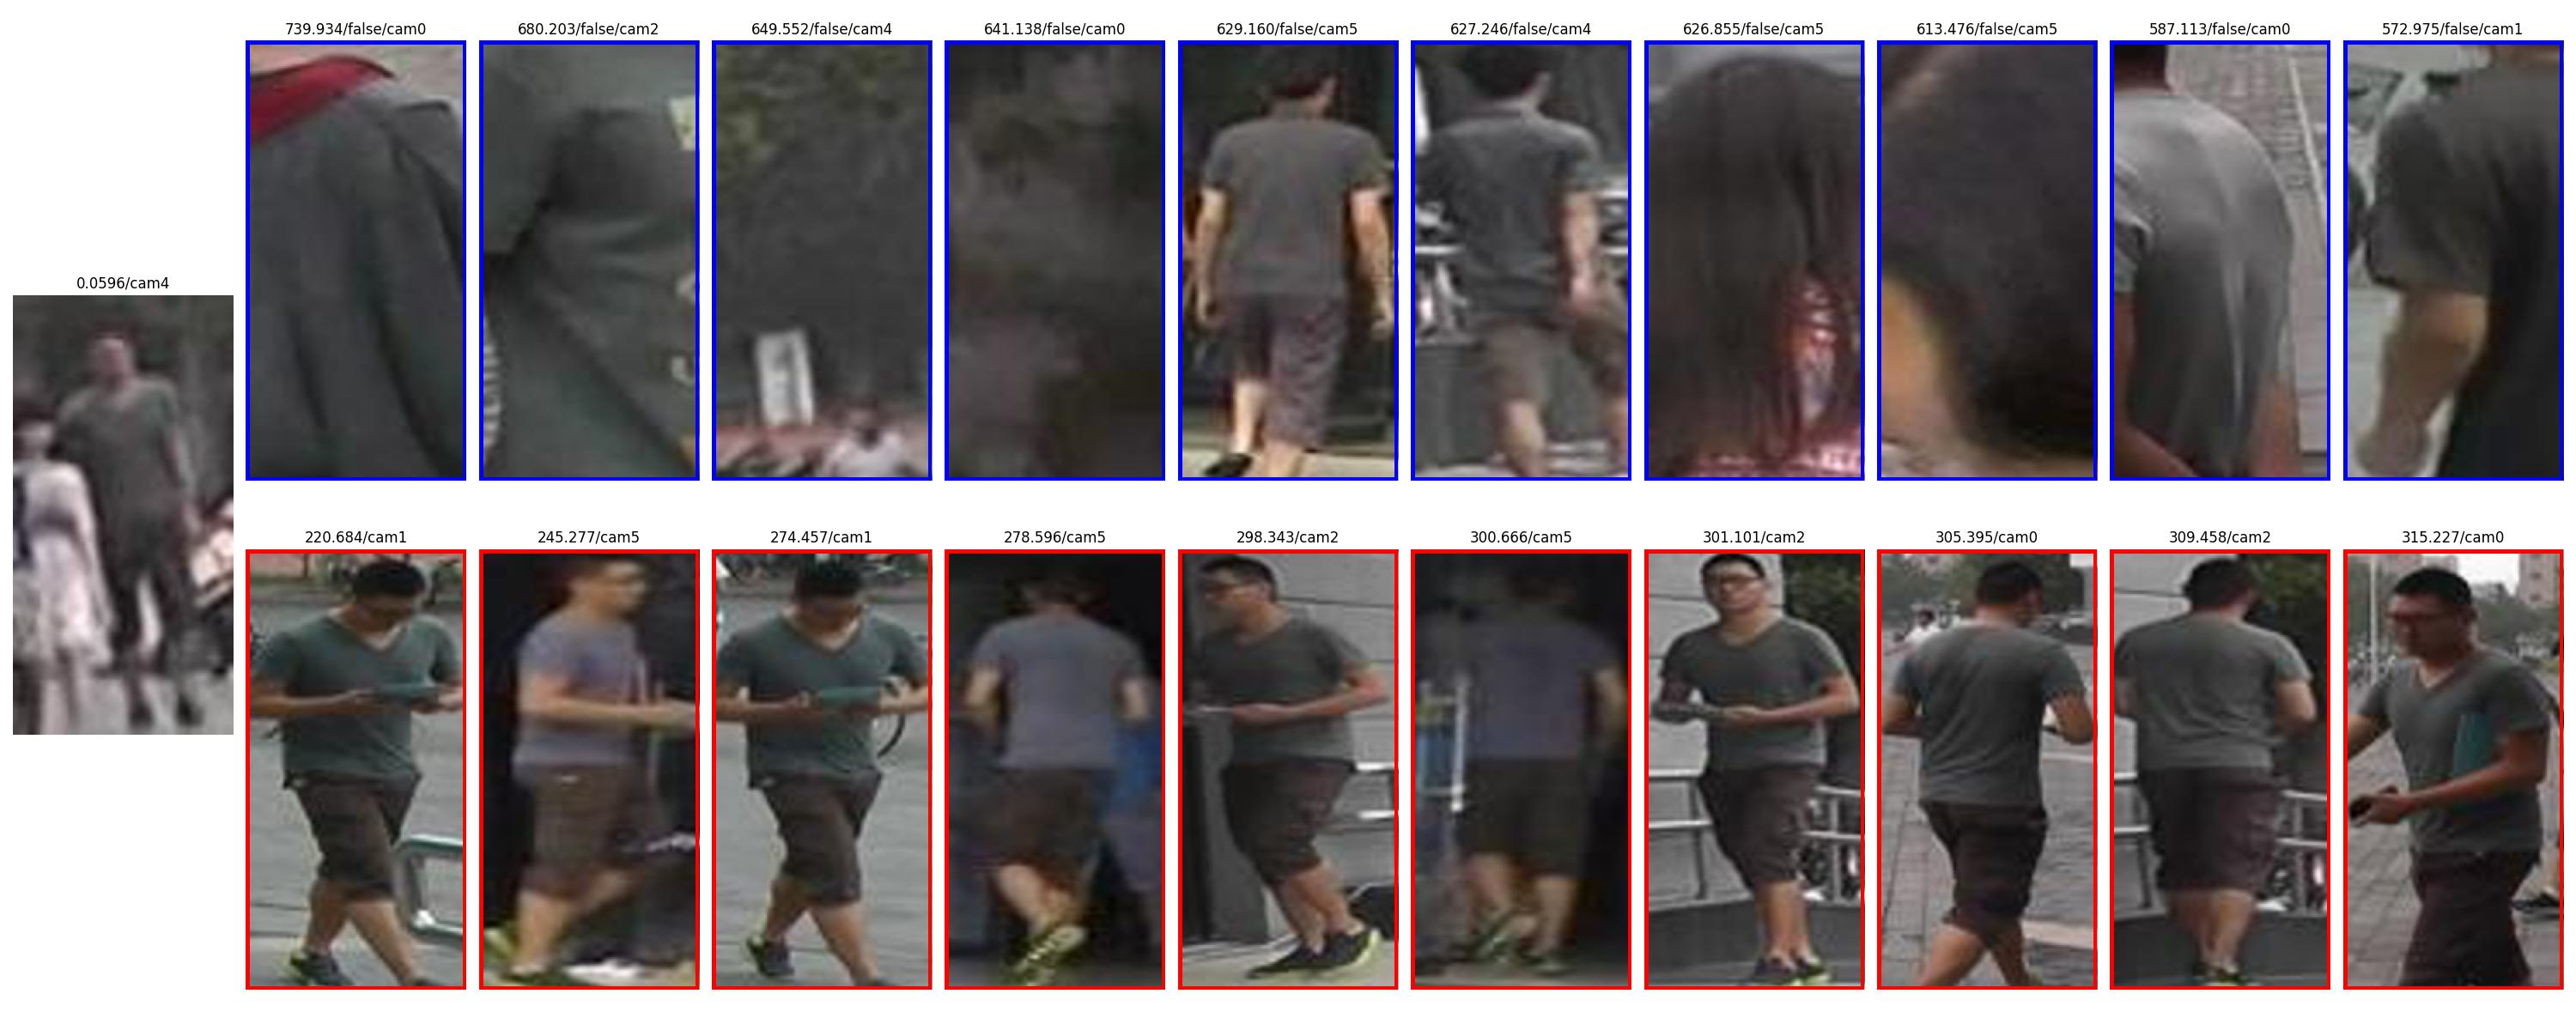 739.934/false/cam0
680.203/false/cam2
649.552/false/cam4
641.138/false/cam0
629.160/false/cam5
627.246/false/cam4
626.855/false/cam5
613.476/false/cam5
587.113/false/cam0
572.975/false/cam1
0.0596/cam4
220.684/cam1
245.277/cam5
274.457/cam1
278.596/cam5
298.343/cam2
300.666/cam5
301.101/cam2
305.395/cam0
309.458/cam2
315.227/cam0